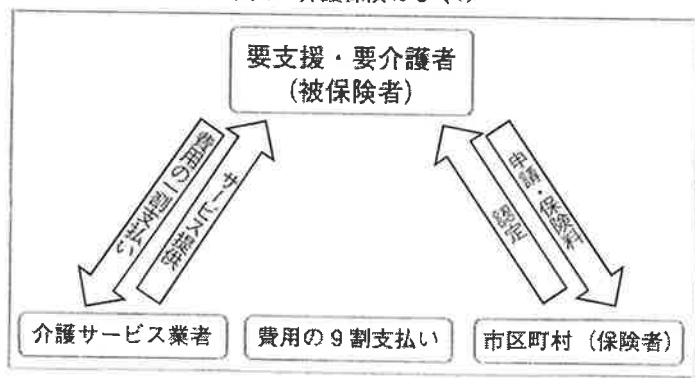 要支援・要介護者
(被保険者)
費用の一割支払い
サービス提供
認定
申請・保険料
介護サービス業者
費用の９割支払い
市区町村（保険者）